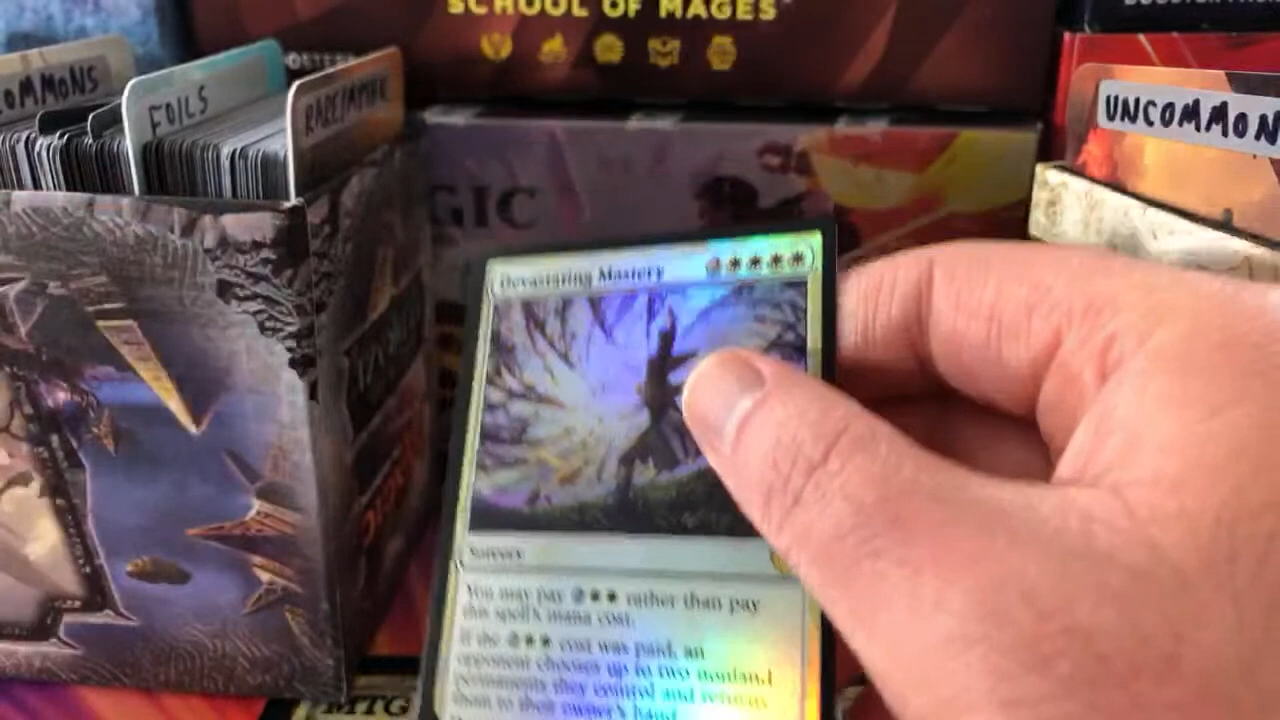 SCHOOL OF MAGES
COMMONS
FOILS
RARE/MYTHIC
UNCOMMON
GIC
Devastating Mastery
Sorcery
You may pay rather than pay
this spell's mana cost.
If the cost was paid, an
opponent chooses up to two nonland
permanents they control and returns
them to their owner's hand.
MTG